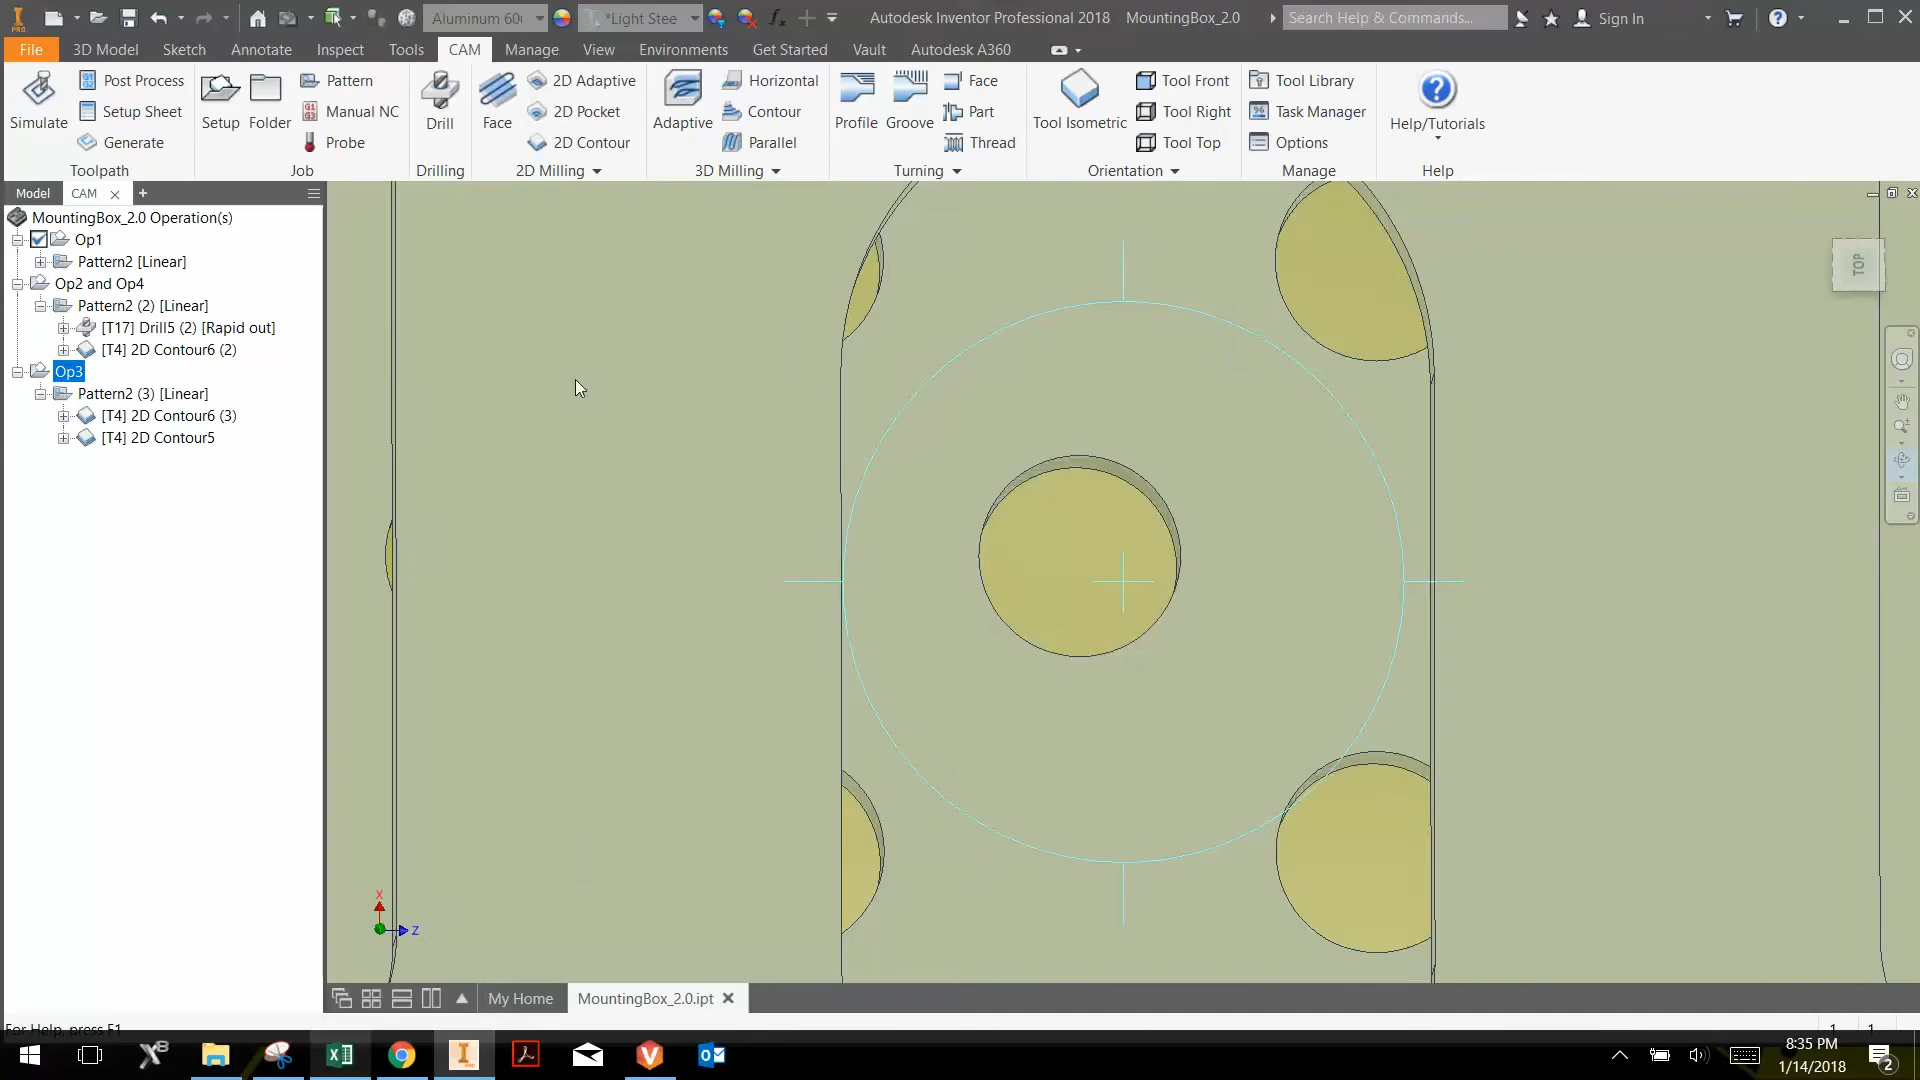 PRO
Aluminum 60
*Light Stee
Autodesk Inventor Professional 2018 MountingBox_2.0
Search Help & Commands...
Sign In
File 3D Model Sketch Annotate Inspect Tools CAM Manage View Environments Get Started Vault Autodesk A360
Simulate
Post Process
Setup Sheet
Generate
Toolpath
Setup
Folder
Pattern
Manual NC
Probe
Job
Drill
Drilling
Face
2D Adaptive
2D Pocket
2D Contour
2D Milling
Adaptive
Horizontal
Contour
Parallel
3D Milling
Profile
Groove
Face
Part
Thread
Turning
Tool Isometric
Tool Front
Tool Right
Tool Top
Orientation
Tool Library
Task Manager
Options
Manage
Help/Tutorials
Help
Model CAM
MountingBox_2.0 Operation(s)
Op1
Pattern2 [Linear]
Op2 and Op4
Pattern2 (2) [Linear]
[T17] Drill5 (2) [Rapid out]
[T4] 2D Contour6 (2)
Op3
Pattern2 (3) [Linear]
[T4] 2D Contour6 (3)
[T4] 2D Contour5
TOP
X
Z
My Home MountingBox_2.0.ipt
For Help, press F1
1 1
8:35 PM
1/14/2018
2